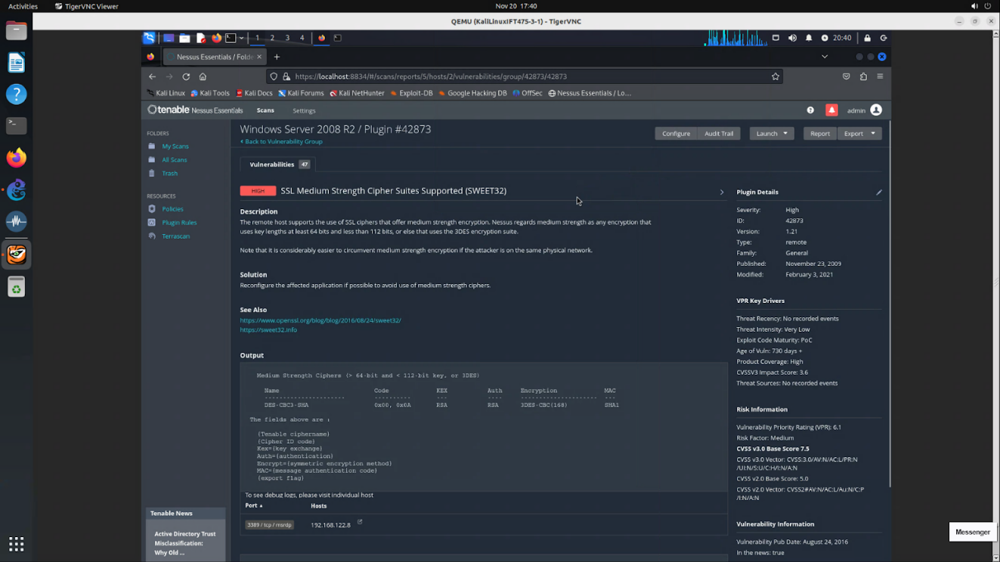 Activities
TigerVNC Viewer
Nov 20 17:40
QEMU (KaliLinuxIFT475-3-1) - TigerVNC
1 2 3 4
20:40
Nessus Essentials / Folde
https://localhost:8834/#/scans/reports/5/hosts/2/vulnerabilities/group/42873/42873
Kali Linux
Kali Tools
Kali Docs
Kali Forums
Kali NetHunter
Exploit-DB
Google Hacking DB
OffSec
Nessus Essentials / Lo...
tenable Nessus Essentials
Scans
Settings
admin
FOLDERS
My Scans
All Scans
Trash
RESOURCES
Policies
Plugin Rules
Terrascan
Tenable News
Active Directory Trust
Misclassification:
Why Old ...
Windows Server 2008 R2 / Plugin #42873
< Back to Vulnerability Group
Configure
Audit Trail
Launch
Report
Export
Vulnerabilities 47
HIGH
SSL Medium Strength Cipher Suites Supported (SWEET32)
Description
The remote host supports the use of SSL ciphers that offer medium strength encryption. Nessus regards medium strength as any encryption that
uses key lengths at least 64 bits and less than 112 bits, or else that uses the 3DES encryption suite.
Note that it is considerably easier to circumvent medium strength encryption if the attacker is on the same physical network.
Solution
Reconfigure the affected application if possible to avoid use of medium strength ciphers.
See Also
https://www.openssl.org/blog/blog/2016/08/24/sweet32/
https://sweet32.info
Output
Medium Strength Ciphers (> 64-bit and < 112-bit key, or 3DES)
Name Code KEX Auth Encryption MAC
---------------------- ---------- --- ---- --------------------- ---
DES-CBC3-SHA 0x00, 0x0A RSA RSA 3DES-CBC(168) SHA1
The fields above are :
{Tenable ciphername}
{Cipher ID code}
Kex={key exchange}
Auth={authentication}
Encrypt={symmetric encryption method}
MAC={message authentication code}
{export flag}
To see debug logs, please visit individual host
Port Hosts
3389 / tcp / msrdp 192.168.122.8
Plugin Details
Severity: High
ID: 42873
Version: 1.21
Type: remote
Family: General
Published: November 23, 2009
Modified: February 3, 2021
VPR Key Drivers
Threat Recency: No recorded events
Threat Intensity: Very Low
Exploit Code Maturity: PoC
Age of Vuln: 730 days +
Product Coverage: High
CVSSV3 Impact Score: 3.6
Threat Sources: No recorded events
Risk Information
Vulnerability Priority Rating (VPR): 6.1
Risk Factor: Medium
CVSS v3.0 Base Score 7.5
CVSS v3.0 Vector: CVSS:3.0/AV:N/AC:L/PR:N
/UI:N/S:U/C:H/I:N/A:N
CVSS v2.0 Base Score: 5.0
CVSS v2.0 Vector: CVSS2#AV:N/AC:L/Au:N/C:P
/I:N/A:N
Vulnerability Information
Vulnerability Pub Date: August 24, 2016
In the news: true
Messenger